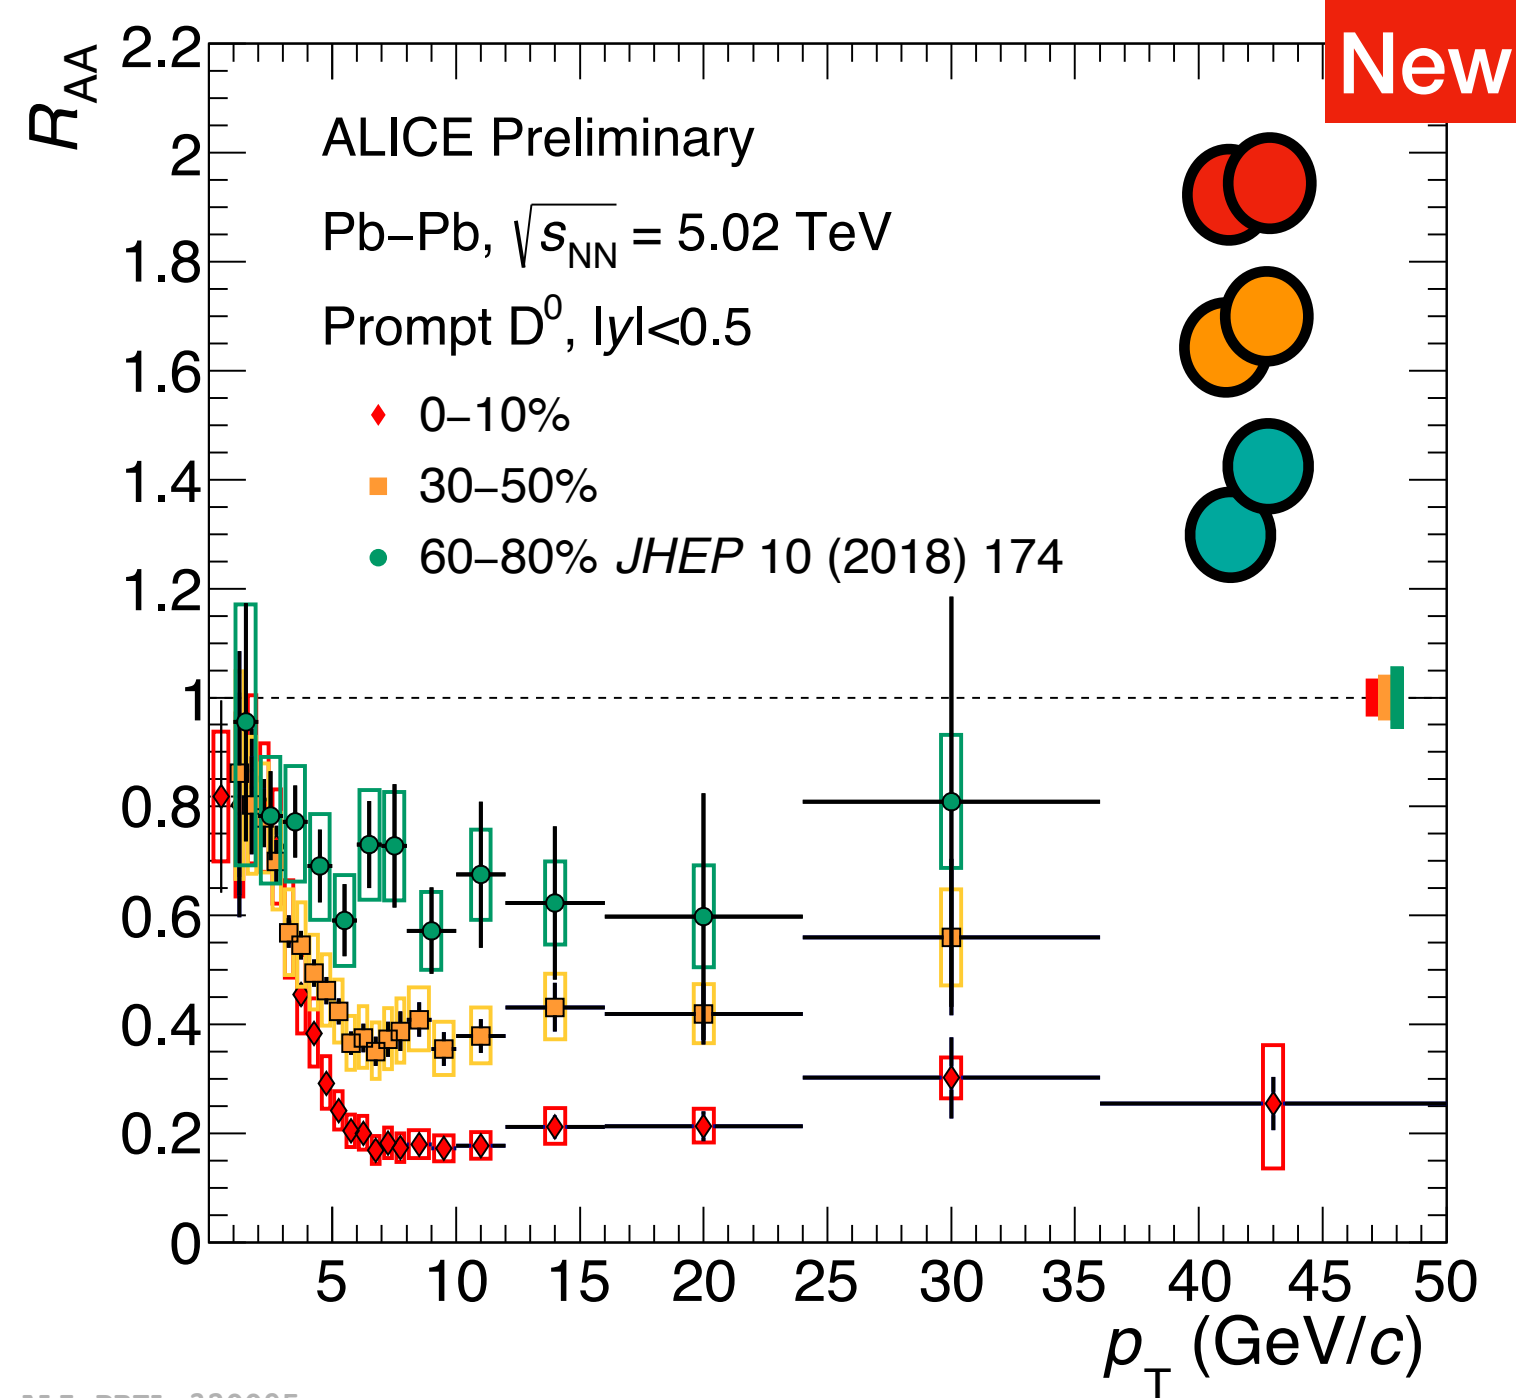 New
R_AA
2.2
2
1.8
1.6
1.4
1.2
1
0.8
0.6
0.4
0.2
0
ALICE Preliminary
Pb–Pb, √s_NN = 5.02 TeV
Prompt D⁰, |y|<0.5
0–10%
30–50%
60–80% JHEP 10 (2018) 174
5 10 15 20 25 30 35 40 45 50
p_T (GeV/c)